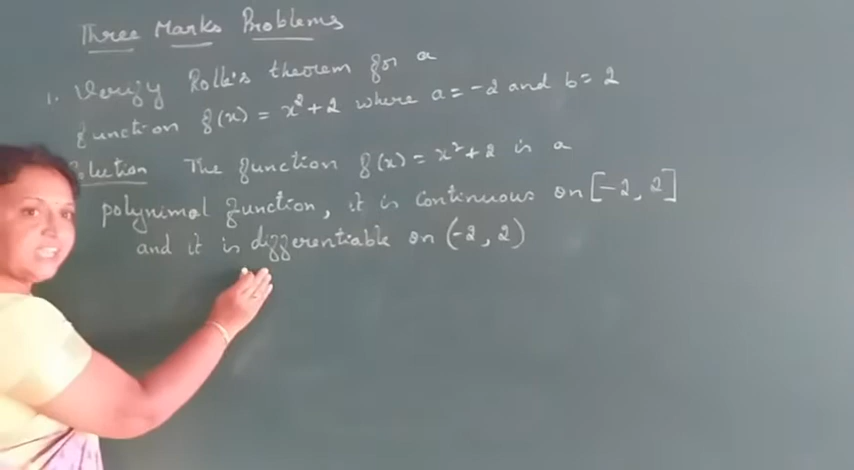 Three Marks Problems
1. Verify Rolle's theorem for a
function f(x) = x² + 2 where a = -2 and b = 2
Solution The function f(x) = x² + 2 is a
polynimal function, it is continuous on [-2, 2]
and it is differentiable on (-2, 2)